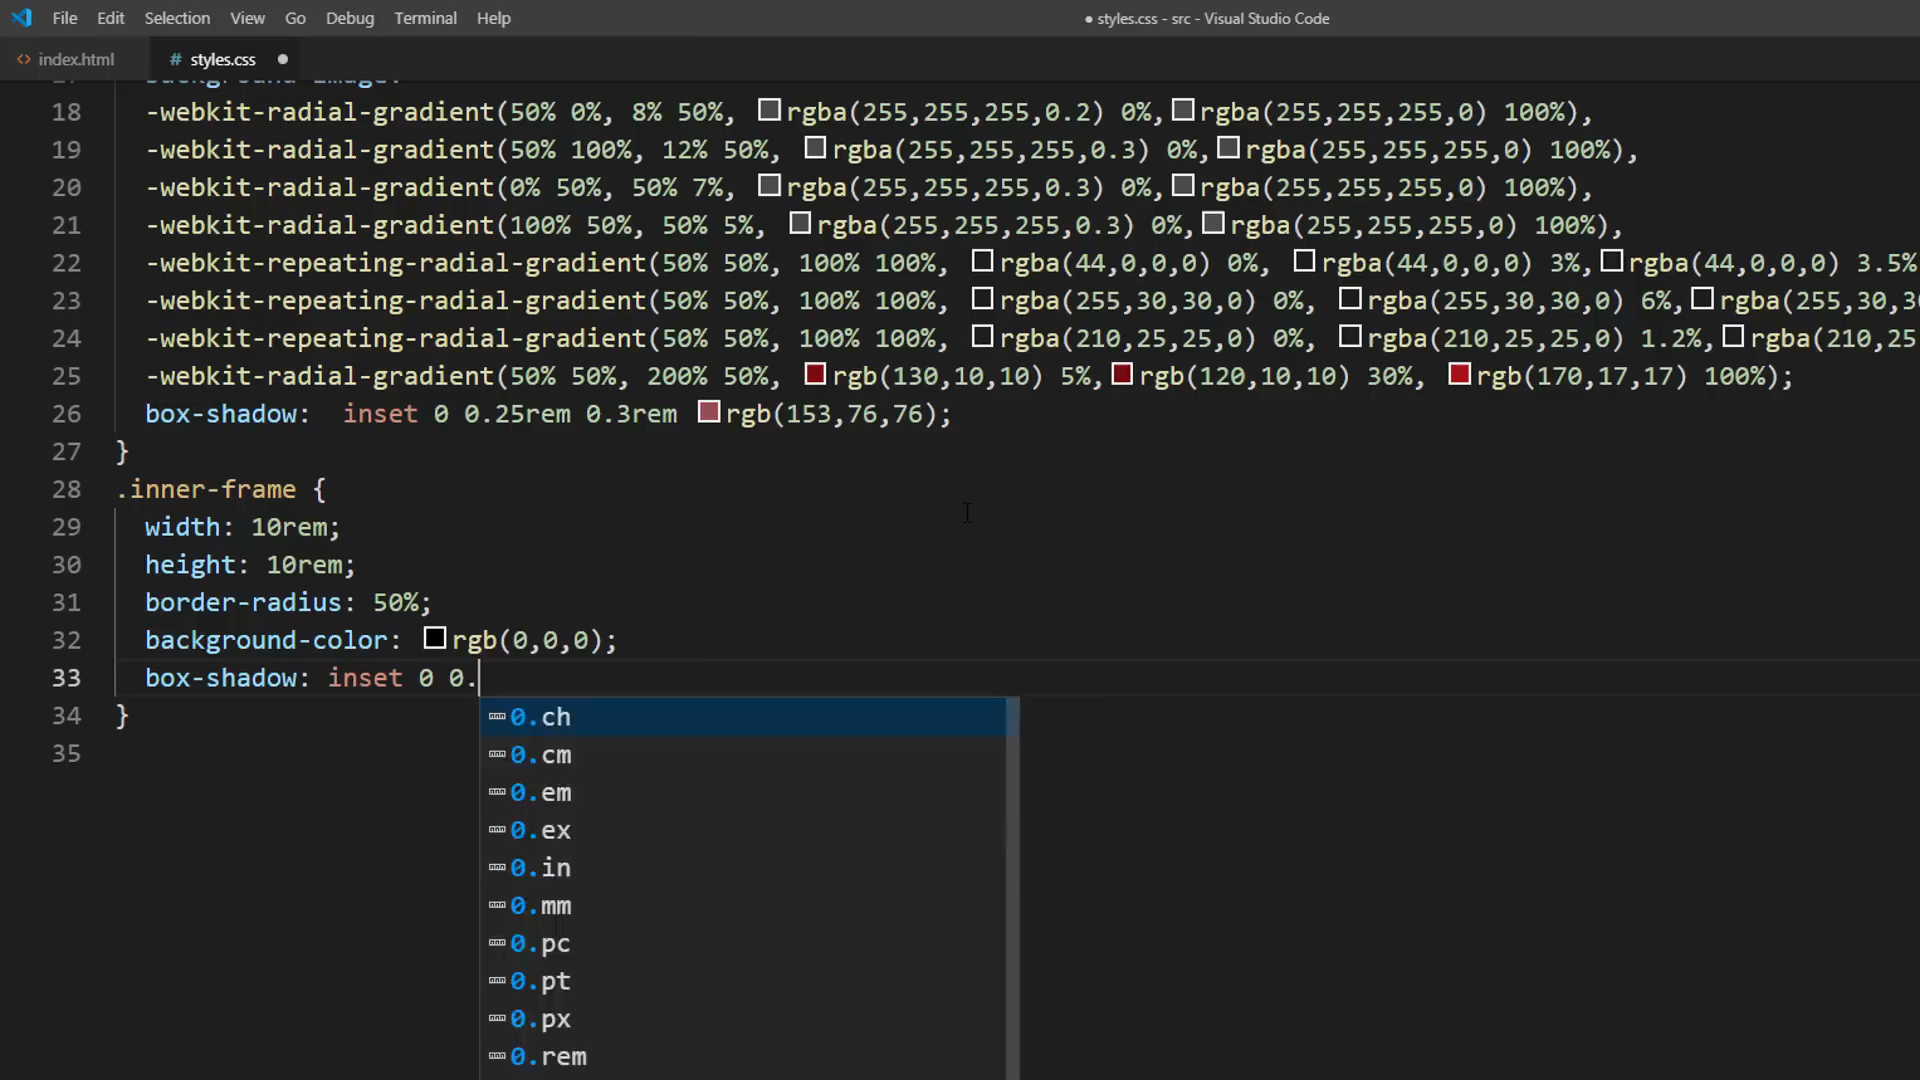 File Edit Selection View Go Debug Terminal Help ● styles.css - src - Visual Studio Code
<> index.html # styles.css ●
background-image:
18 -webkit-radial-gradient(50% 0%, 8% 50%, rgba(255,255,255,0.2) 0%,rgba(255,255,255,0) 100%),
19 -webkit-radial-gradient(50% 100%, 12% 50%, rgba(255,255,255,0.3) 0%,rgba(255,255,255,0) 100%),
20 -webkit-radial-gradient(0% 50%, 50% 7%, rgba(255,255,255,0.3) 0%,rgba(255,255,255,0) 100%),
21 -webkit-radial-gradient(100% 50%, 50% 5%, rgba(255,255,255,0.3) 0%,rgba(255,255,255,0) 100%),
22 -webkit-repeating-radial-gradient(50% 50%, 100% 100%, rgba(44,0,0,0) 0%, rgba(44,0,0,0) 3%,rgba(44,0,0,0) 3.5%
23 -webkit-repeating-radial-gradient(50% 50%, 100% 100%, rgba(255,30,30,0) 0%, rgba(255,30,30,0) 6%,rgba(255,30,3
24 -webkit-repeating-radial-gradient(50% 50%, 100% 100%, rgba(210,25,25,0) 0%, rgba(210,25,25,0) 1.2%,rgba(210,25
25 -webkit-radial-gradient(50% 50%, 200% 50%, rgb(130,10,10) 5%,rgb(120,10,10) 30%, rgb(170,17,17) 100%);
26 box-shadow:  inset 0 0.25rem 0.3rem rgb(153,76,76);
27 }
28 .inner-frame {
29 width: 10rem;
30 height: 10rem;
31 border-radius: 50%;
32 background-color: rgb(0,0,0);
33 box-shadow: inset 0 0.
34 }
0.ch
35
0.cm
0.em
0.ex
0.in
0.mm
0.pc
0.pt
0.px
0.rem